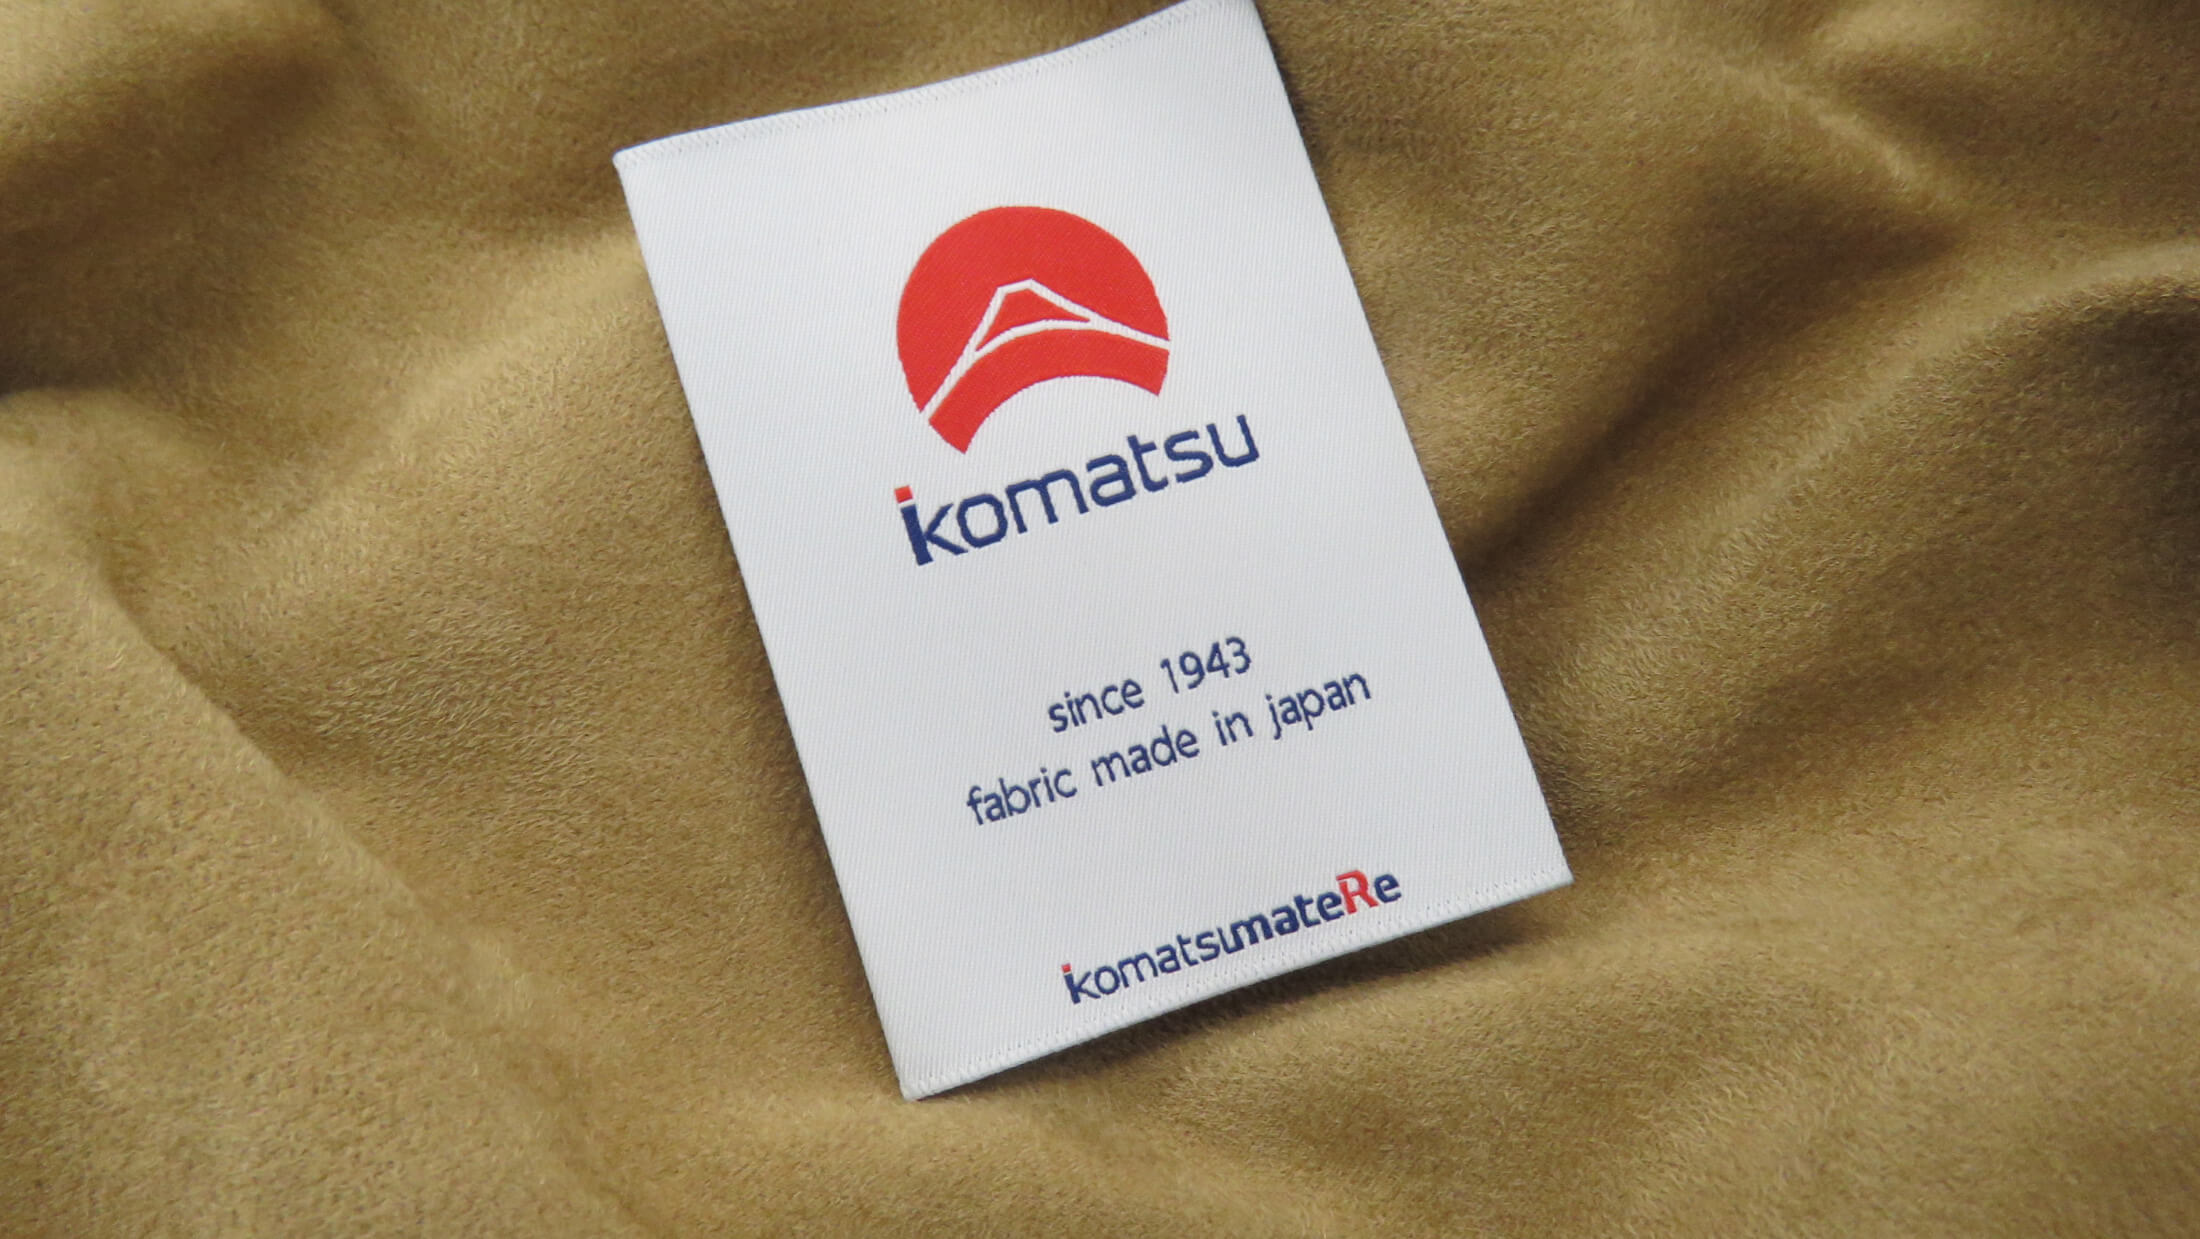 komatsu
since 1943
fabric made in japan
komatsumateRe